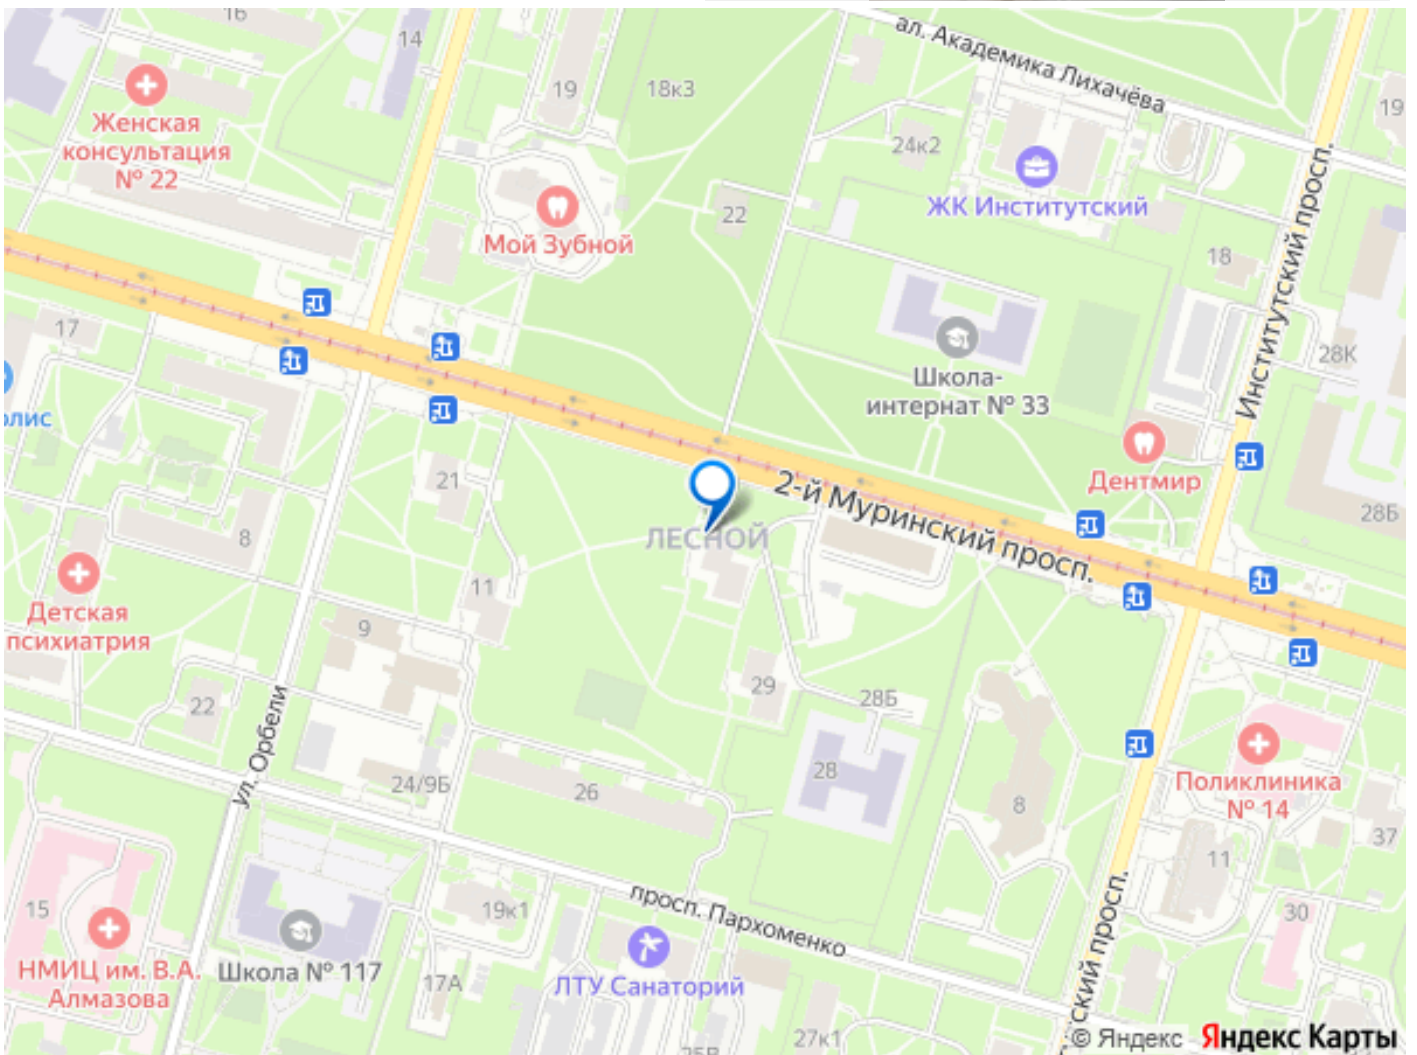 16
14
ал. Академика Лихачёва
19
18к3
19
Женская
консультация
№ 22
24к2
ЖК Институтский
22
Мой Зубной
18
Институтский просп.
17
28К
Школа-
интернат № 33
олис
21
Дентмир
2-й Муринский просп.
28Б
8
ЛЕСНОЙ
Детская
психиатрия
11
9
29
28Б
22
ул. Орбели
28
Поликлиника
№ 14
24/9Б
26
8
37
11
просп. Пархоменко
15
19к1
30
НМИЦ им. В.А.
Алмазова
Школа № 117
17А
ЛТУ Санаторий
ский просп.
27к1
25В
© Яндекс Яндекс Карты